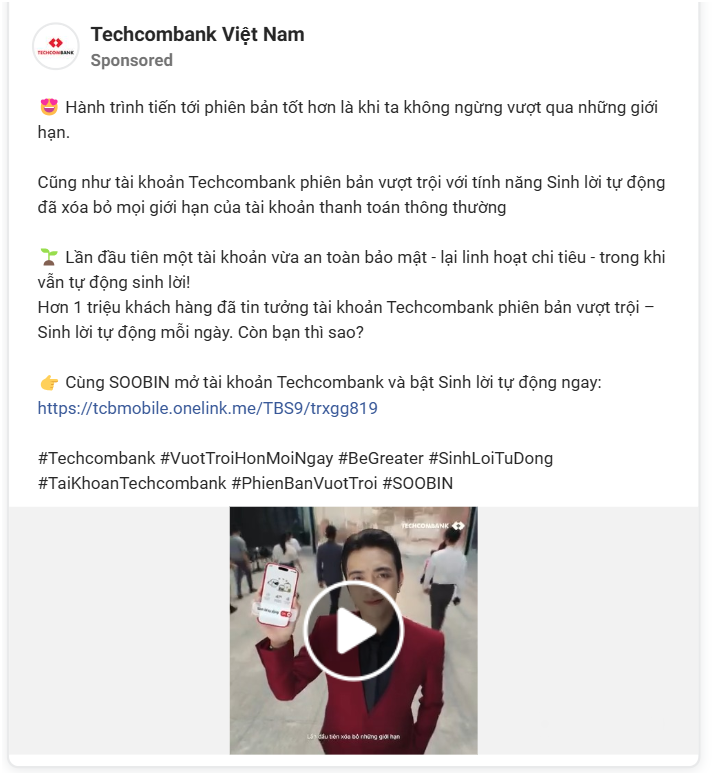 TECHCOMBANK
Techcombank Việt Nam
Sponsored
😍 Hành trình tiến tới phiên bản tốt hơn là khi ta không ngừng vượt qua những giới
hạn.
Cũng như tài khoản Techcombank phiên bản vượt trội với tính năng Sinh lời tự động
đã xóa bỏ mọi giới hạn của tài khoản thanh toán thông thường
🌱 Lần đầu tiên một tài khoản vừa an toàn bảo mật - lại linh hoạt chi tiêu - trong khi
vẫn tự động sinh lời!
Hơn 1 triệu khách hàng đã tin tưởng tài khoản Techcombank phiên bản vượt trội –
Sinh lời tự động mỗi ngày. Còn bạn thì sao?
👉 Cùng SOOBIN mở tài khoản Techcombank và bật Sinh lời tự động ngay:
https://tcbmobile.onelink.me/TBS9/trxgg819
#Techcombank #VuotTroiHonMoiNgay #BeGreater #SinhLoiTuDong
#TaiKhoanTechcombank #PhienBanVuotTroi #SOOBIN
TECHCOMBANK
Lần đầu tiên xóa bỏ những giới hạn